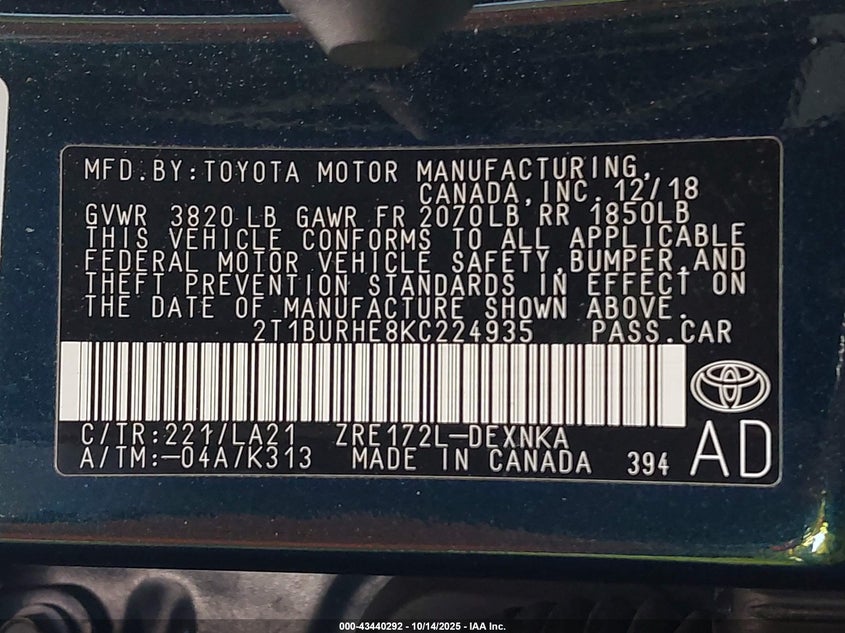 MFD.BY:TOYOTA MOTOR MANUFACTURING,
CANADA,INC. 12/18
GVWR 3820 LB GAWR FR 2070LB RR 1850LB
THIS VEHICLE CONFORMS TO ALL APPLICABLE
FEDERAL MOTOR VEHICLE SAFETY,BUMPER,AND
THEFT PREVENTION STANDARDS IN EFFECT ON
THE DATE OF MANUFACTURE SHOWN ABOVE.
2T1BURHE8KC224935 PASS.CAR
C/TR:221/LA21 ZRE172L-DEXNKA
A/TM:-04A/K313 MADE IN CANADA 394 AD
000-43440292 - 10/14/2025 - IAA Inc.